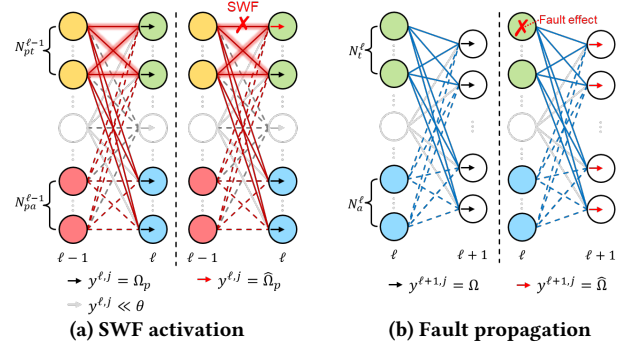 (a)
SWF
N_{pt}^{ℓ−1}
N_{pa}^{ℓ−1}
ℓ − 1
ℓ
ℓ − 1
ℓ
y^{ℓ,j} = Ω_p
y^{ℓ,j} = Ω̂_p
y^{ℓ,j} ≪ θ
(a) SWF activation
(b)
Fault effect
N_t^ℓ
N_a^ℓ
ℓ
ℓ + 1
ℓ
ℓ + 1
y^{ℓ+1,j} = Ω
y^{ℓ+1,j} = Ω̂
(b) Fault propagation